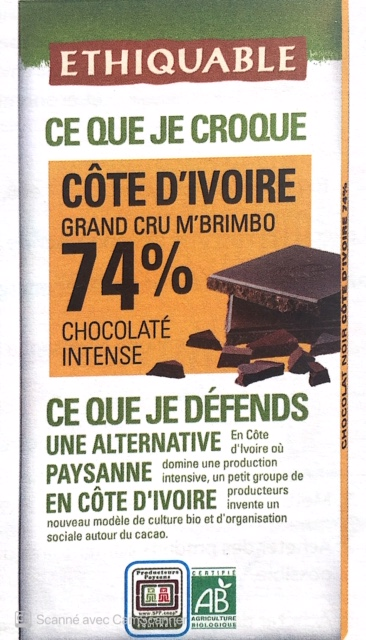 ETHIQUABLE
CE QUE JE CROQUE
CÔTE D'IVOIRE
GRAND CRU M'BRIMBO
74%
CHOCOLATÉ
INTENSE
CHOCOLAT NOIR CÔTE D'IVOIRE 74%
CE QUE JE DÉFENDS
UNE ALTERNATIVE
PAYSANNE
EN CÔTE D'IVOIRE
En Côte
d'Ivoire où
domine une production
intensive, un petit groupe de
producteurs
invente un
nouveau modèle de culture bio et d'organisation
sociale autour du cacao.
Producteurs
Paysans
www.SPP.coop
CERTIFIÉ
AB
AGRICULTURE
BIOLOGIQUE
Scanné avec CamScanner